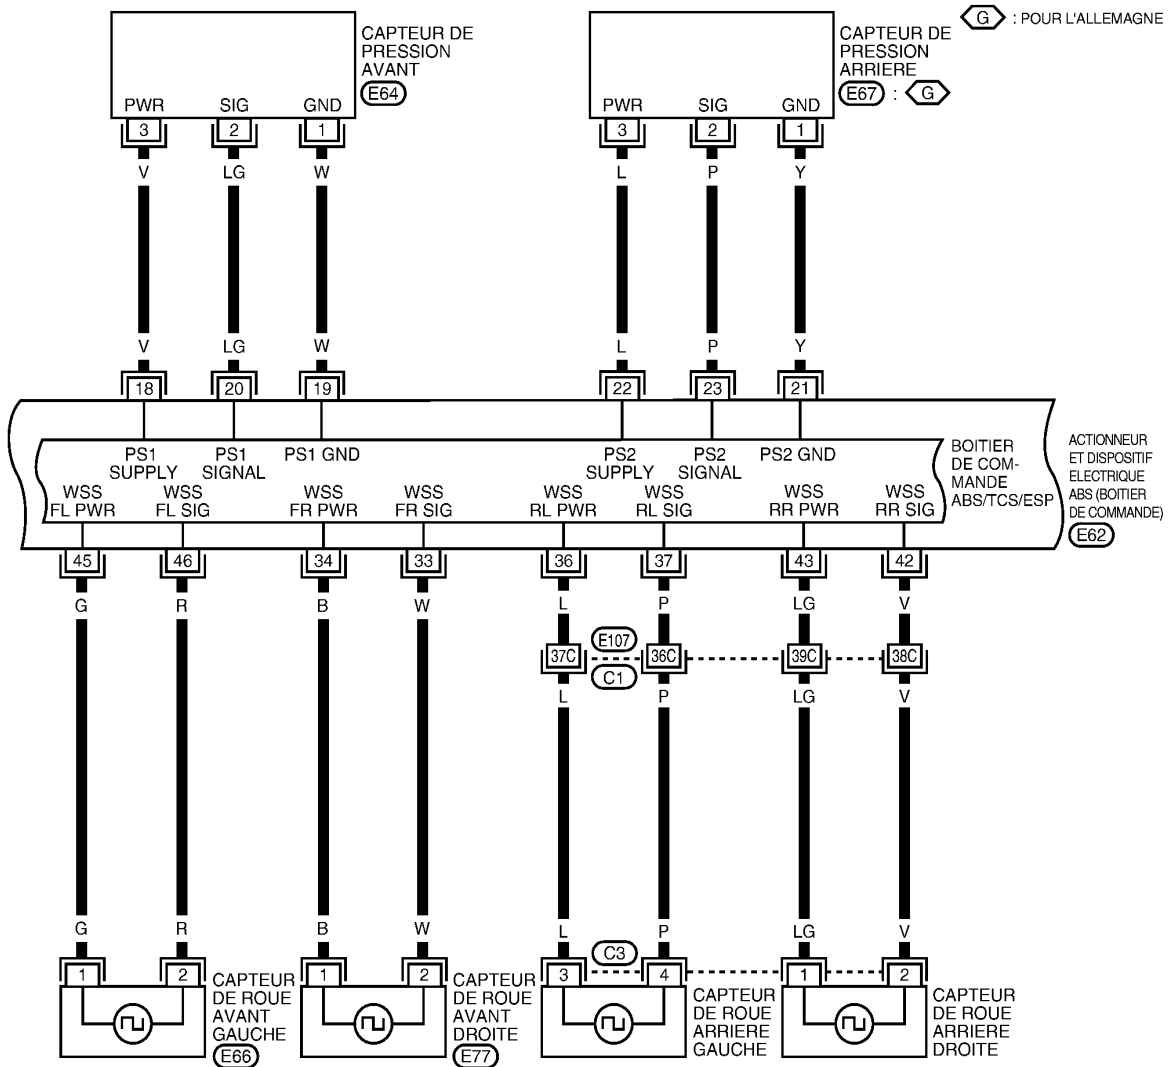 G : POUR L'ALLEMAGNE
CAPTEUR DE
PRESSION
AVANT
E64
CAPTEUR DE
PRESSION
ARRIERE
E67 : G
PWR SIG GND
PWR SIG GND
3 2 1
3 2 1
V LG W
L P Y
V LG W
L P Y
18 20 19
22 23 21
PS1
SUPPLY
PS1
SIGNAL
PS1 GND
PS2
SUPPLY
PS2
SIGNAL
PS2 GND
BOITIER
DE COM-
MANDE
ABS/TCS/ESP
ACTIONNEUR
ET DISPOSITIF
ELECTRIQUE
ABS (BOITIER
DE COMMANDE)
E62
WSS
FL PWR
WSS
FL SIG
WSS
FR PWR
WSS
FR SIG
WSS
RL PWR
WSS
RL SIG
WSS
RR PWR
WSS
RR SIG
45 46 34 33 36 37 43 42
G R B W L P LG V
E107
37C 36C 39C 38C
C1
L P LG V
G R B W L P LG V
C3
1 2 1 2 3 4 1 2
CAPTEUR
DE ROUE
AVANT
GAUCHE
E66
CAPTEUR
DE ROUE
AVANT
DROITE
E77
CAPTEUR
DE ROUE
ARRIERE
GAUCHE
CAPTEUR
DE ROUE
ARRIERE
DROITE